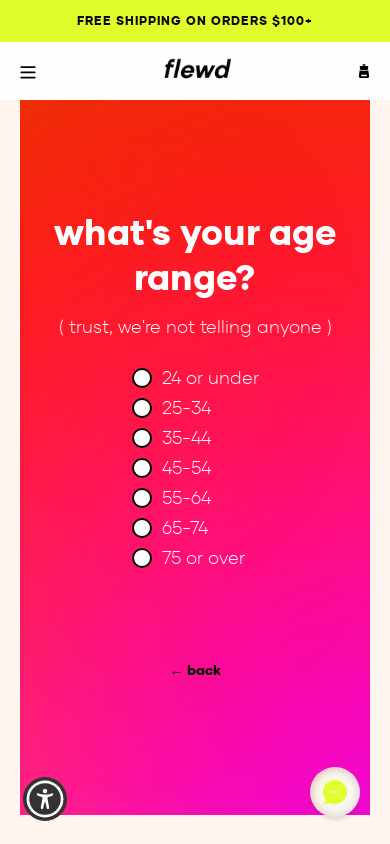 FREE SHIPPING ON ORDERS $100+
flewd
what's your age
range?
( trust, we're not telling anyone )
24 or under
25-34
35-44
45-54
55-64
65-74
75 or over
← back